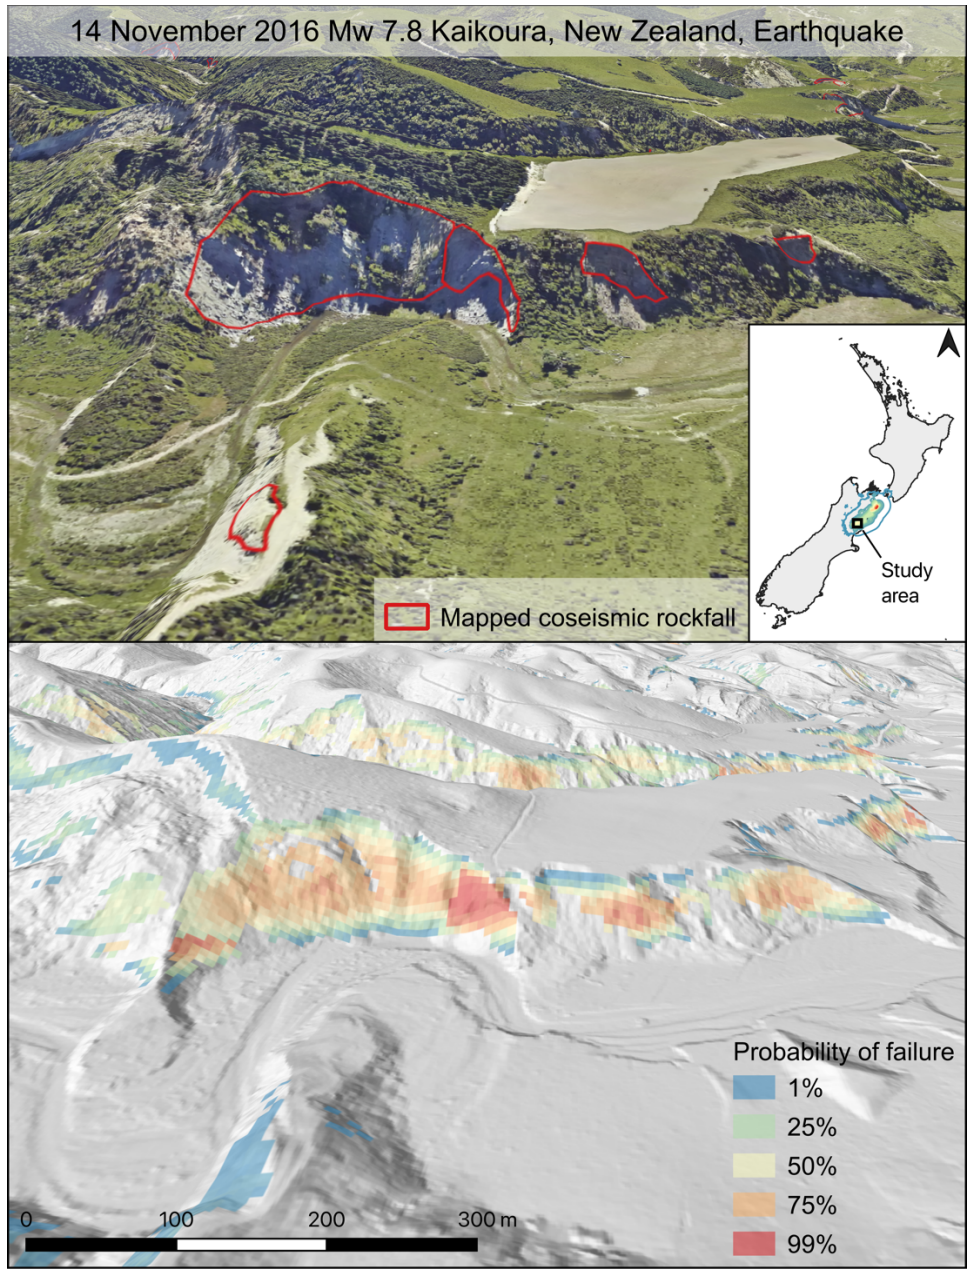 14 November 2016 Mw 7.8 Kaikoura, New Zealand, Earthquake
Study
area
Mapped coseismic rockfall
Probability of failure
1%
25%
50%
75%
99%
0 100 200 300 m